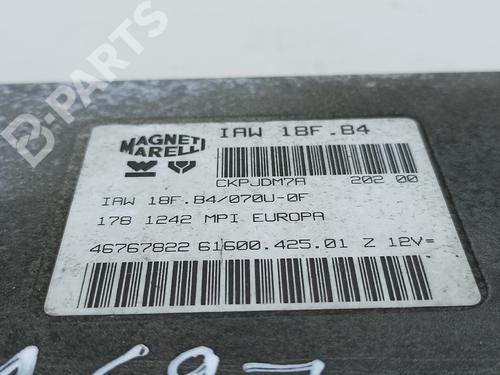 B-PARTS
IAW 18F.B4
MAGNETI
MARELLI
CKPJDM7A 202 00
IAW 18F.B4/070U-0F
178 1242 MPI EUROPA
46767822 61600.425.01 Z 12V=